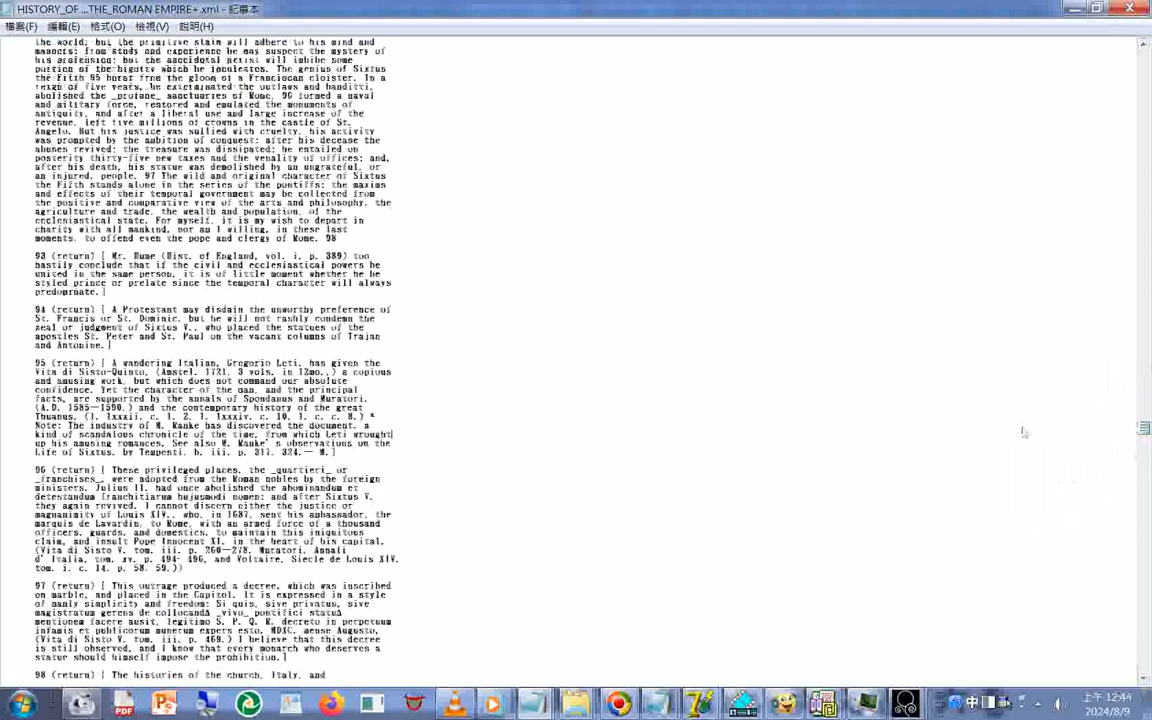 HISTORY_OF ...THE_ROMAN EMPIRE+.xml - 記事本
檔案(F) 編輯(E) 格式(O) 檢視(V) 說明(H)
the world; but the primitive stain will adhere to his mind and
manners: from study and experience he may suspect the mystery of
his profession; but the sacerdotal artist will imbibe some
portion of the bigotry which he inculcates. The genius of Sixtus
the Fifth 95 burst from the gloom of a Franciscan cloister. In a
reign of five years, he exterminated the outlaws and banditti,
abolished the _profane_ sanctuaries of Rome, 96 formed a naval
and military force, restored and emulated the monuments of
antiquity, and after a liberal use and large increase of the
revenue, left five millions of crowns in the castle of St.
Angelo. But his justice was sullied with cruelty, his activity
was prompted by the ambition of conquest: after his decease the
abuses revived; the treasure was dissipated; he entailed on
posterity thirty-five new taxes and the venality of offices; and,
after his death, his statue was demolished by an ungrateful, or
an injured, people. 97 The wild and original character of Sixtus
the Fifth stands alone in the series of the pontiffs; the maxims
and effects of their temporal government may be collected from
the positive and comparative view of the arts and philosophy, the
agriculture and trade, the wealth and population, of the
ecclesiastical state. For myself, it is my wish to depart in
charity with all mankind, nor am I willing, in these last
moments, to offend even the pope and clergy of Rome. 98
93 (return) [ Mr. Hume (Hist. of England, vol. i. p. 389) too
hastily conclude that if the civil and ecclesiastical powers be
united in the same person, it is of little moment whether he be
styled prince or prelate since the temporal character will always
predominate.]
94 (return) [ A Protestant may disdain the unworthy preference of
St. Francis or St. Dominic, but he will not rashly condemn the
zeal or judgment of Sixtus V., who placed the statues of the
apostles St. Peter and St. Paul on the vacant columns of Trajan
and Antonine.]
95 (return) [ A wandering Italian, Gregorio Leti, has given the
Vita di Sisto-Quinto, (Amstel. 1721, 3 vols. in 12mo.,) a copious
and amusing work, but which does not command our absolute
confidence. Yet the character of the man, and the principal
facts, are supported by the annals of Spondanus and Muratori,
(A.D. 1585—1590,) and the contemporary history of the great
Thuanus, (l. lxxxii. c. 1, 2, l. lxxxiv. c. 10, l. c. c. 8.) *
Note: The industry of M. Ranke has discovered the document, a
kind of scandalous chronicle of the time, from which Leti wrought
up his amusing romances. See also M. Ranke's observations on the
Life of Sixtus, by Tempesti, b. iii. p. 317, 324.— M.]
96 (return) [ These privileged places, the _quartieri_ or
_franchises_, were adopted from the Roman nobles by the foreign
ministers. Julius II. had once abolished the abominandum et
detestandum franchitiarum hujusmodi nomen: and after Sixtus V.
they again revived. I cannot discern either the justice or
magnanimity of Louis XIV., who, in 1687, sent his ambassador, the
marquis de Lavardin, to Rome, with an armed force of a thousand
officers, guards, and domestics, to maintain this iniquitous
claim, and insult Pope Innocent XI. in the heart of his capital,
(Vita di Sisto V. tom. iii. p. 260—278. Muratori, Annali
d'Italia, tom. xv. p. 494—496, and Voltaire, Siecle de Louis XIV.
tom. i. c. 14, p. 58, 59.)]
97 (return) [ This outrage produced a decree, which was inscribed
on marble, and placed in the Capitol. It is expressed in a style
of manly simplicity and freedom: Si quis, sive privatus, sive
magistratum gerens de collocandâ _vivo_ pontifici statuâ
mentionem facere ausit, legitimo S. P. Q. R. decreto in perpetuum
infamis et publicorum munerum expers esto. MDXC. mense Augusto,
(Vita di Sisto V. tom. iii. p. 469.) I believe that this decree
is still observed, and I know that every monarch who deserves a
statue should himself impose the prohibition.]
98 (return) [ The histories of the church, Italy, and
中
上午 12:44
2024/8/9